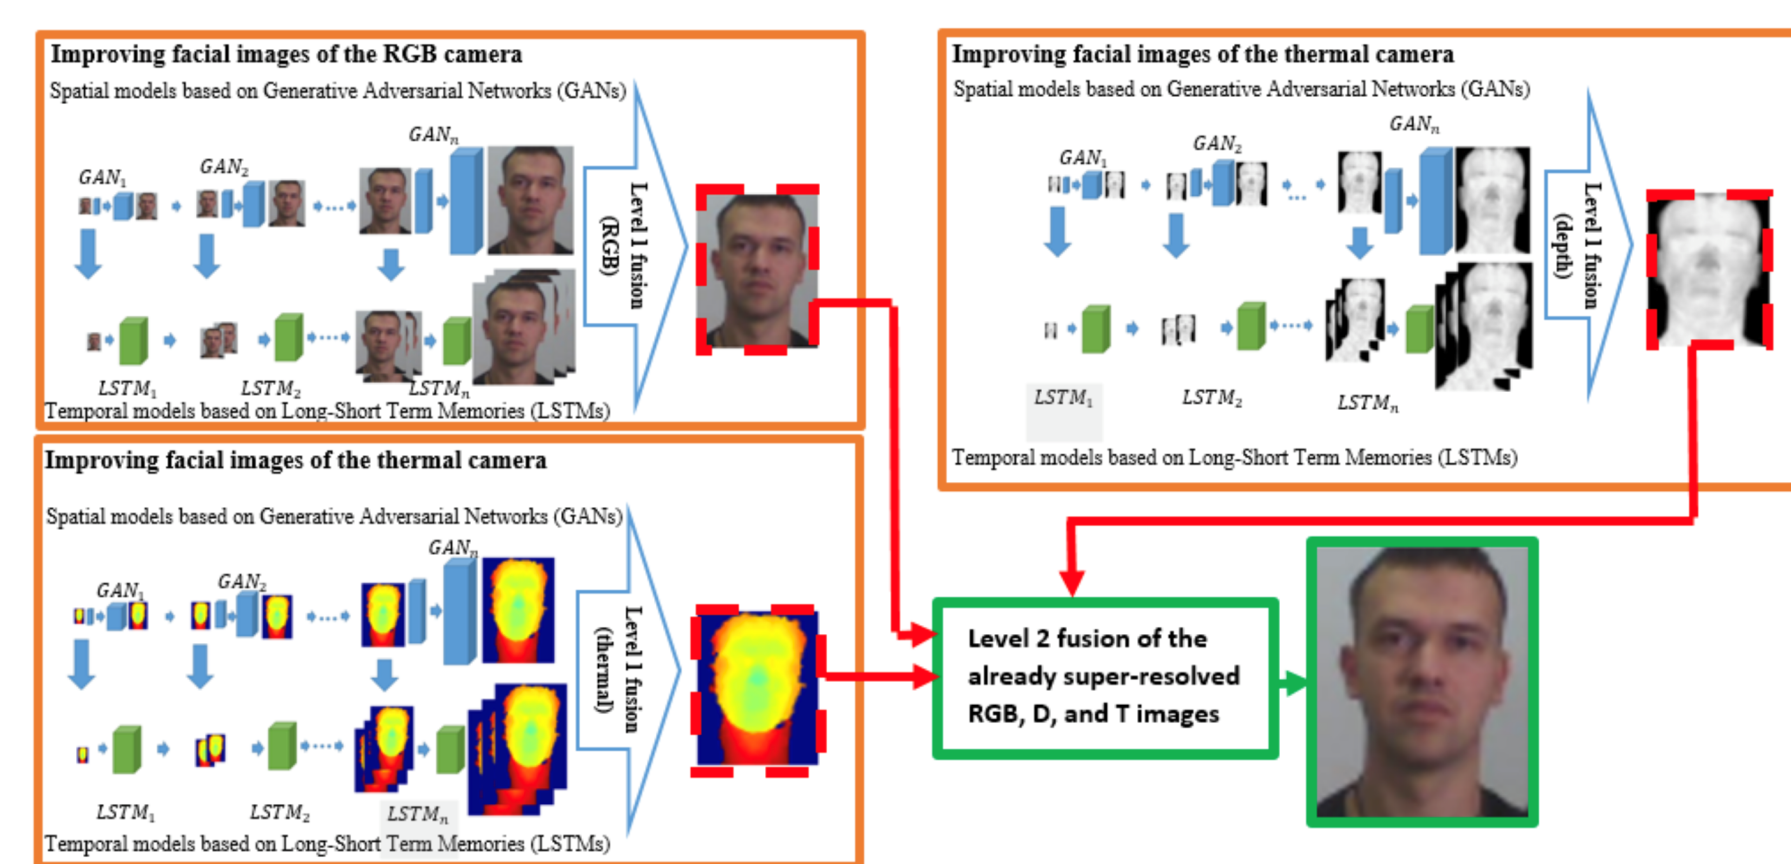 Improving facial images of the RGB camera
Spatial models based on Generative Adversarial Networks (GANs)
GAN₁
GAN₂
GANₙ
Level 1 fusion
(RGB)
LSTM₁
LSTM₂
LSTMₙ
Temporal models based on Long-Short Term Memories (LSTMs)
Improving facial images of the thermal camera
Spatial models based on Generative Adversarial Networks (GANs)
GAN₁
GAN₂
GANₙ
Level 1 fusion
(depth)
LSTM₁
LSTM₂
LSTMₙ
Temporal models based on Long-Short Term Memories (LSTMs)
Improving facial images of the thermal camera
Spatial models based on Generative Adversarial Networks (GANs)
GAN₁
GAN₂
GANₙ
Level 1 fusion
(thermal)
LSTM₁
LSTM₂
LSTMₙ
Temporal models based on Long-Short Term Memories (LSTMs)
Level 2 fusion of the
already super-resolved
RGB, D, and T images